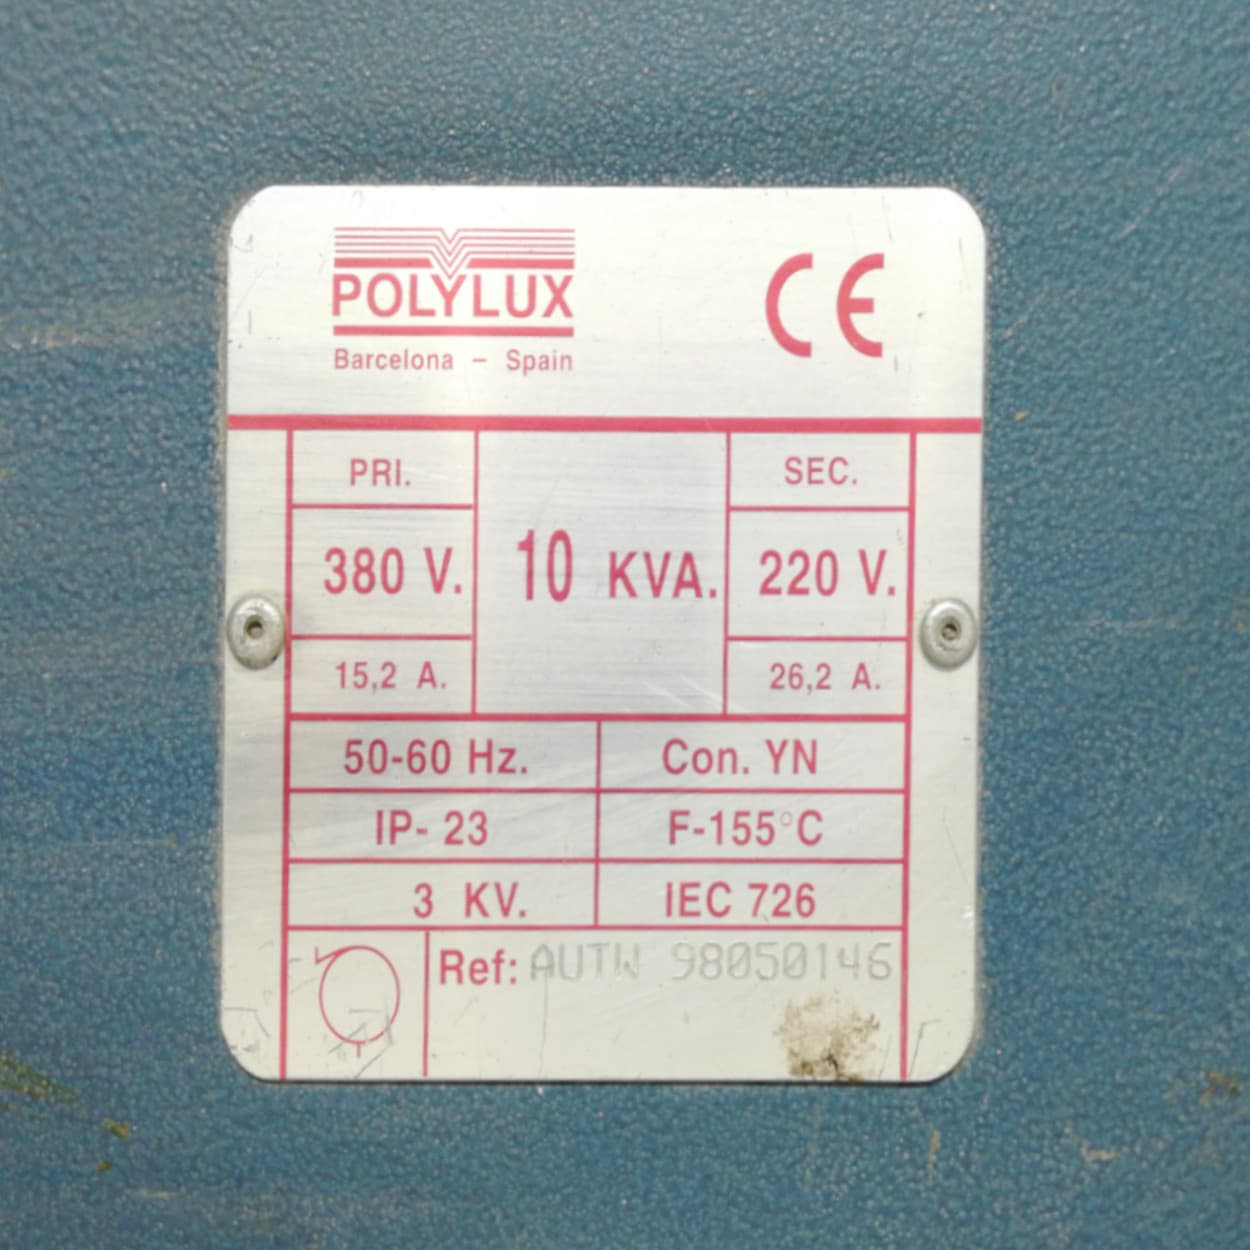 POLYLUX
Barcelona - Spain
CE
PRI.
380 V.
15,2 A.
10 KVA.
SEC.
220 V.
26,2 A.
50-60 Hz.
Con. YN
IP- 23
F-155°C
3 KV.
IEC 726
Ref: AUTW 98050146